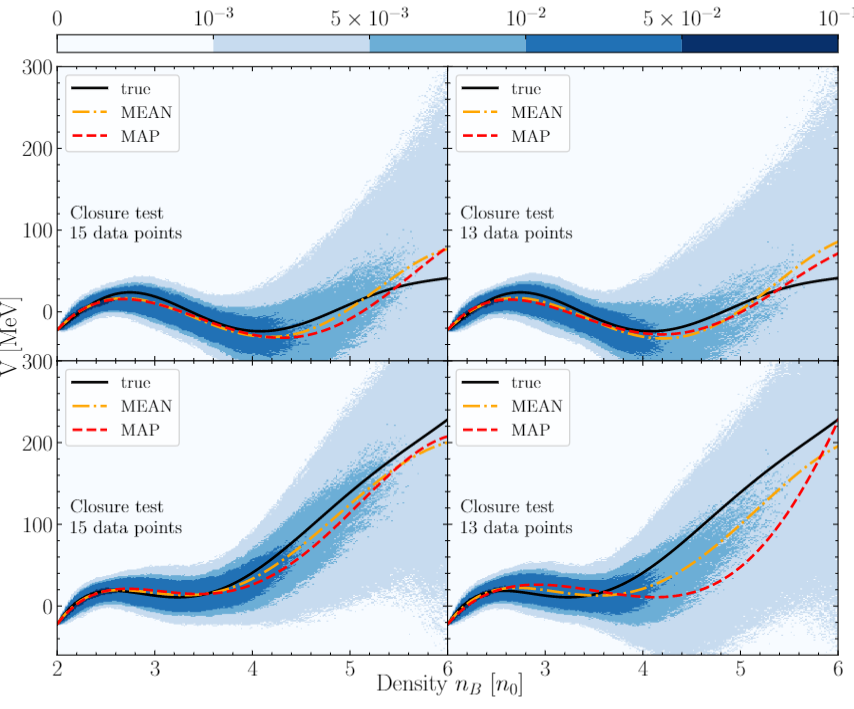 0 10⁻³ 5 × 10⁻³ 10⁻² 5 × 10⁻² 10⁻
300 true true
MEAN MEAN
200 MAP MAP
100 Closure test Closure test
15 data points 13 data points
0
V [MeV]
300 true true
MEAN MEAN
200 MAP MAP
Closure test Closure test
100 15 data points 13 data points
0
2 3 4 5 6 3 4 5 6
Density n_B [n_0]